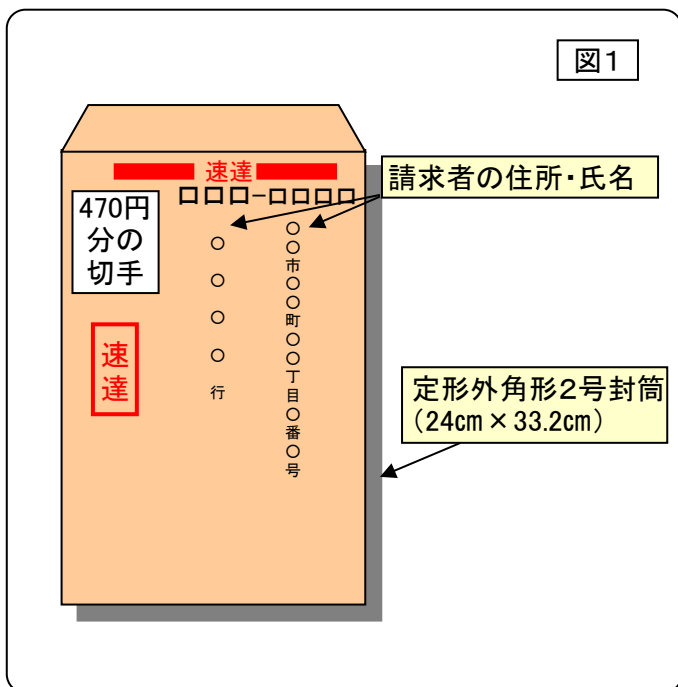 図1
速達
□□□-□□□□
470円
分の
切手
請求者の住所・氏名
○○市○○町○○丁目○番○号
○○○○行
速達
定形外角形2号封筒
(24cm×33.2cm)